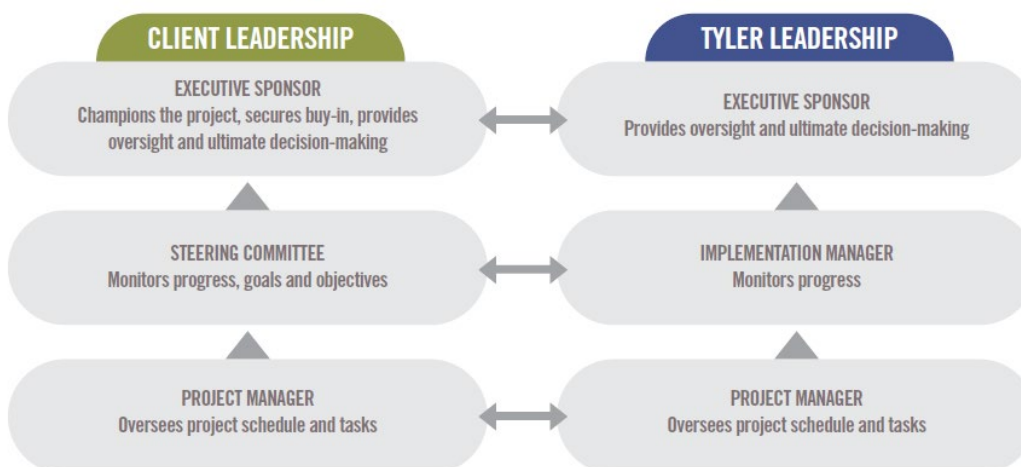 CLIENT LEADERSHIP
EXECUTIVE SPONSOR
Champions the project, secures buy-in, provides
oversight and ultimate decision-making
STEERING COMMITTEE
Monitors progress, goals and objectives
PROJECT MANAGER
Oversees project schedule and tasks
TYLER LEADERSHIP
EXECUTIVE SPONSOR
Provides oversight and ultimate decision-making
IMPLEMENTATION MANAGER
Monitors progress
PROJECT MANAGER
Oversees project schedule and tasks